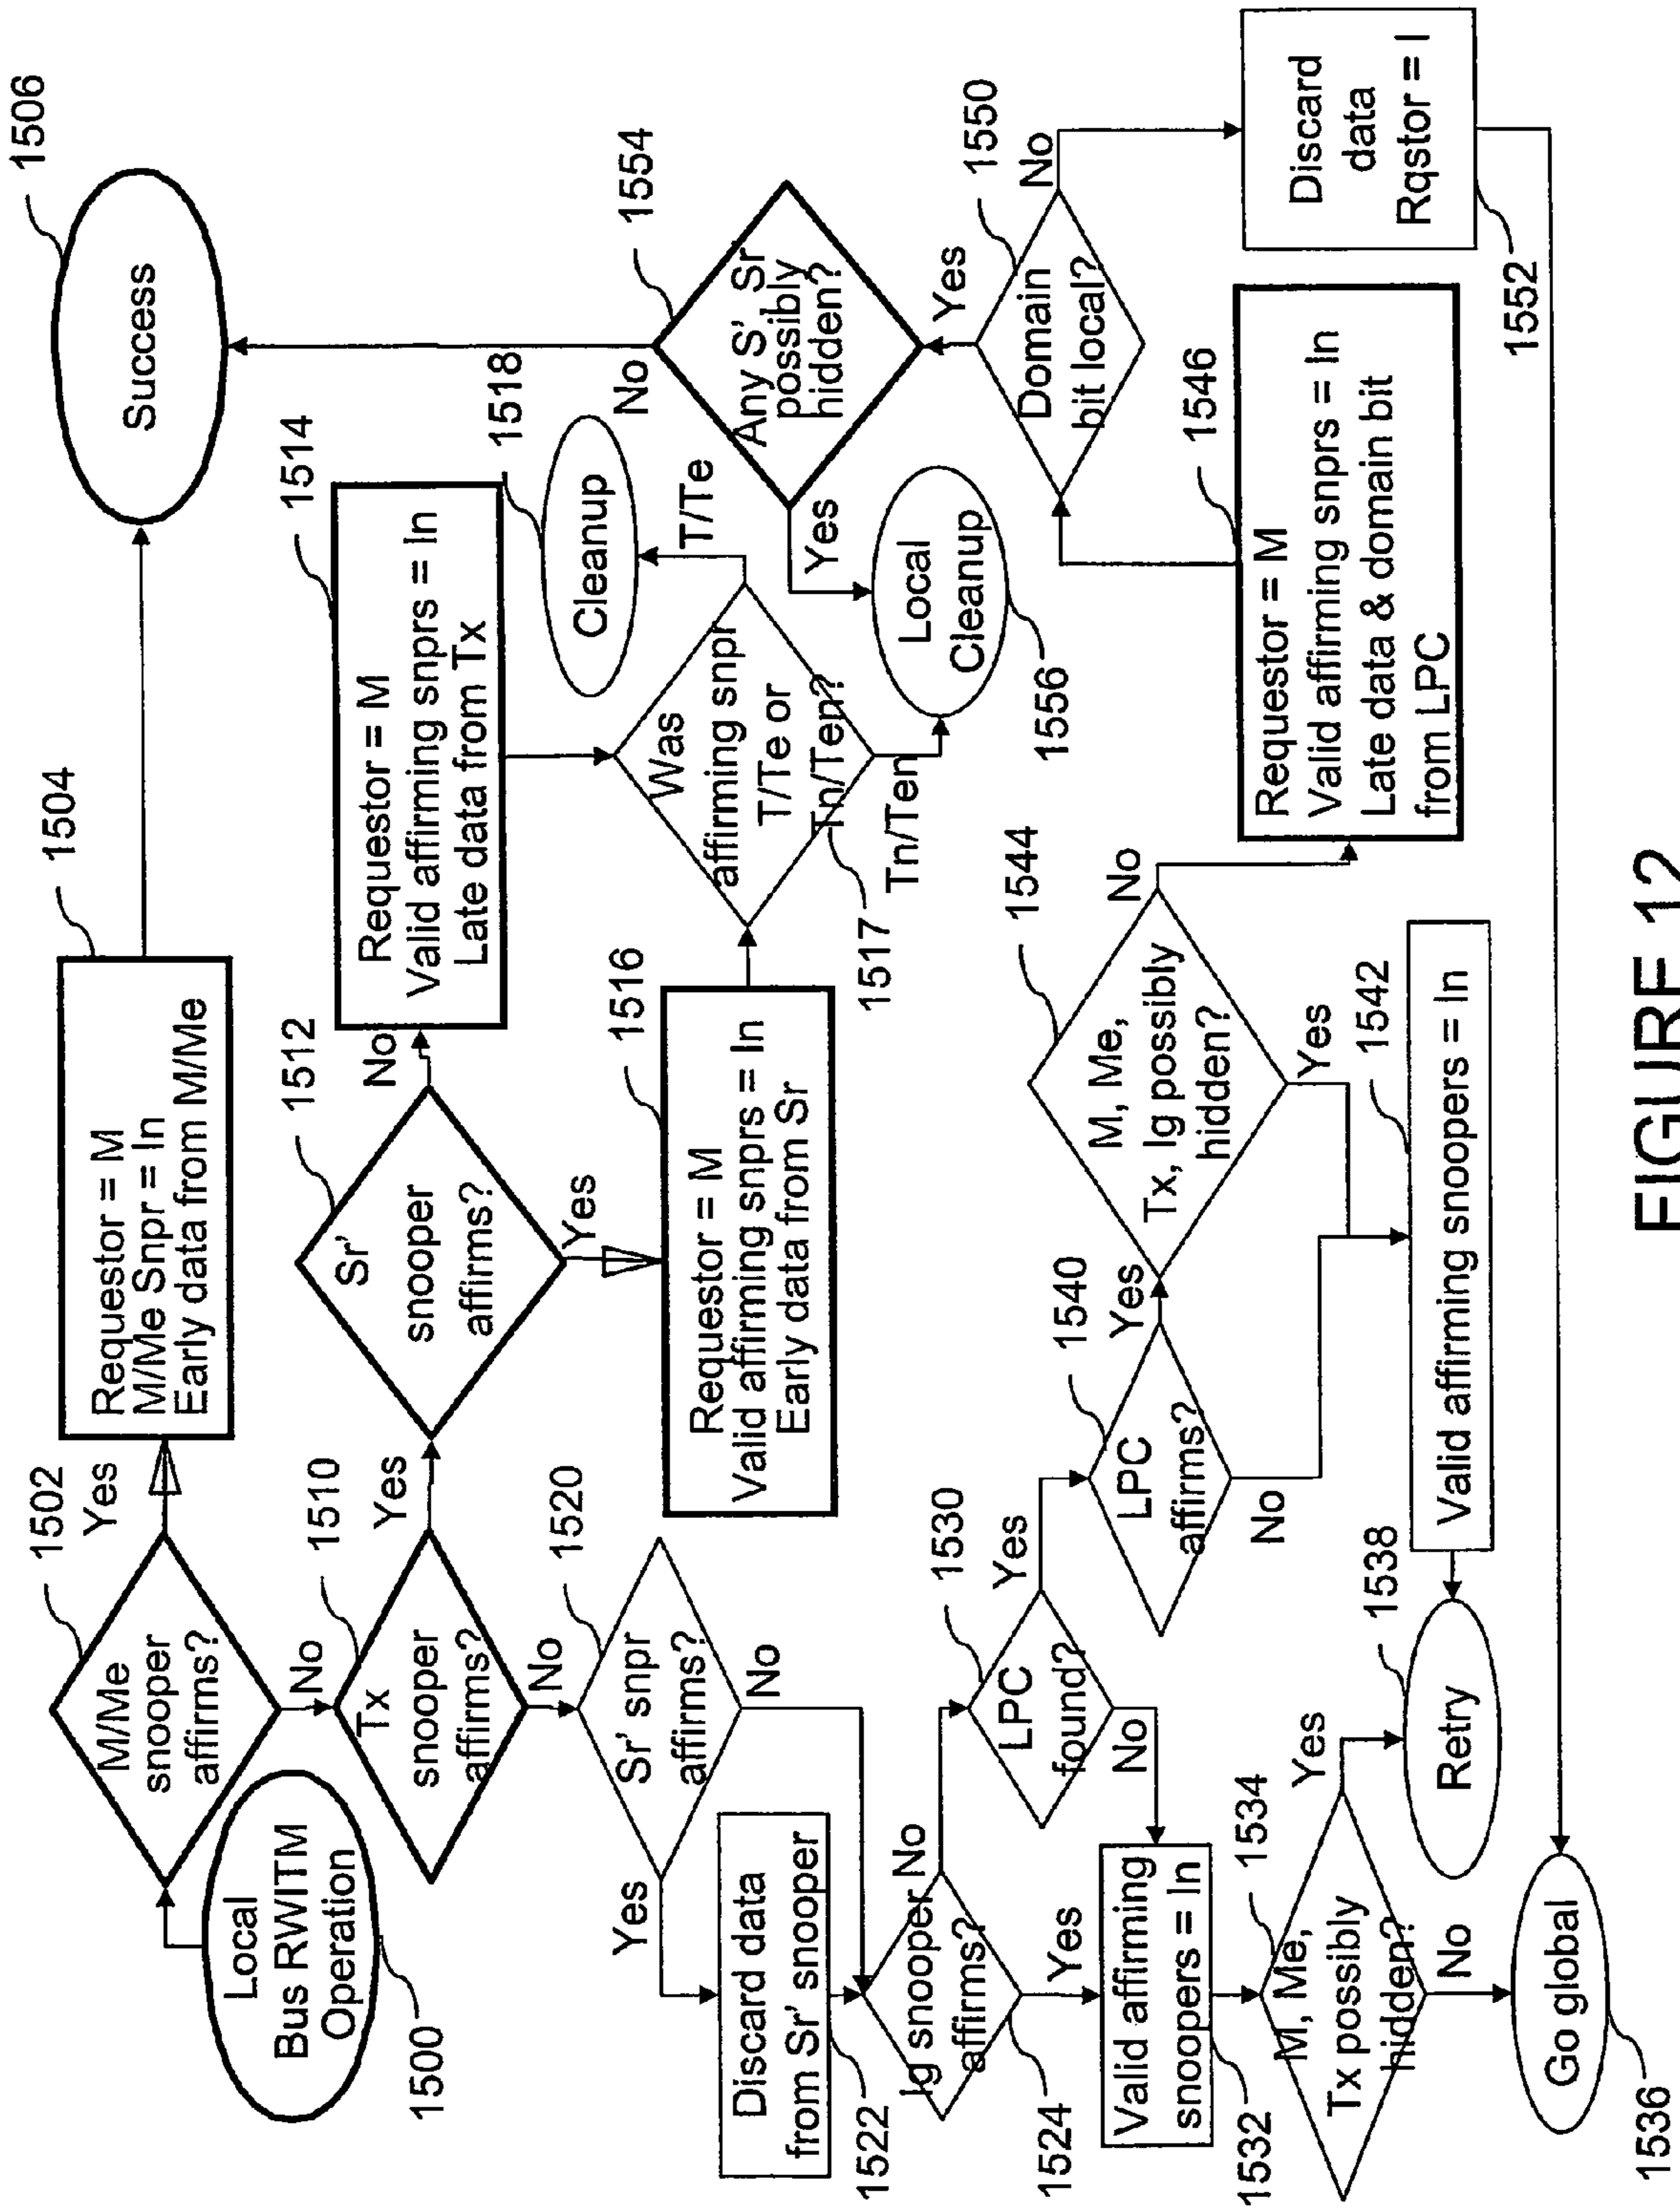 Local
Bus RWITM
Operation
1500
M/Me
snooper
affirms?
1502
Yes
No
Requestor = M
M/Me Snpr = In
Early data from M/Me
1504
Success
1506
Tx
snooper
affirms?
1510
Yes
No
Sr'
snooper
affirms?
1512
No
Yes
Requestor = M
Valid affirming snprs = In
Late data from Tx
1514
Requestor = M
Valid affirming snprs = In
Early data from Sr
1516
Was
affirming snpr
T/Te or
Tn/Ten?
1517
T/Te
Tn/Ten
Cleanup
1518
Sr' snpr
affirms?
1520
Yes
No
Discard data
from Sr' snooper
1522
Ig snooper
affirms?
1524
No
Yes
LPC
found?
1530
Yes
No
Valid affirming
snoopers = In
1532
M, Me,
Tx possibly
hidden?
1534
Yes
No
Go global
1536
Retry
1538
LPC
affirms?
1540
Yes
No
Valid affirming snoopers = In
1542
M, Me,
Tx, Ig possibly
hidden?
1544
No
Yes
Requestor = M
Valid affirming snprs = In
Late data & domain bit
from LPC
1546
Domain
bit local?
1550
Yes
No
Discard
data
Rqstor = I
1552
Any S' Sr
possibly
hidden?
1554
No
Yes
Local
Cleanup
1556
FIGURE 12